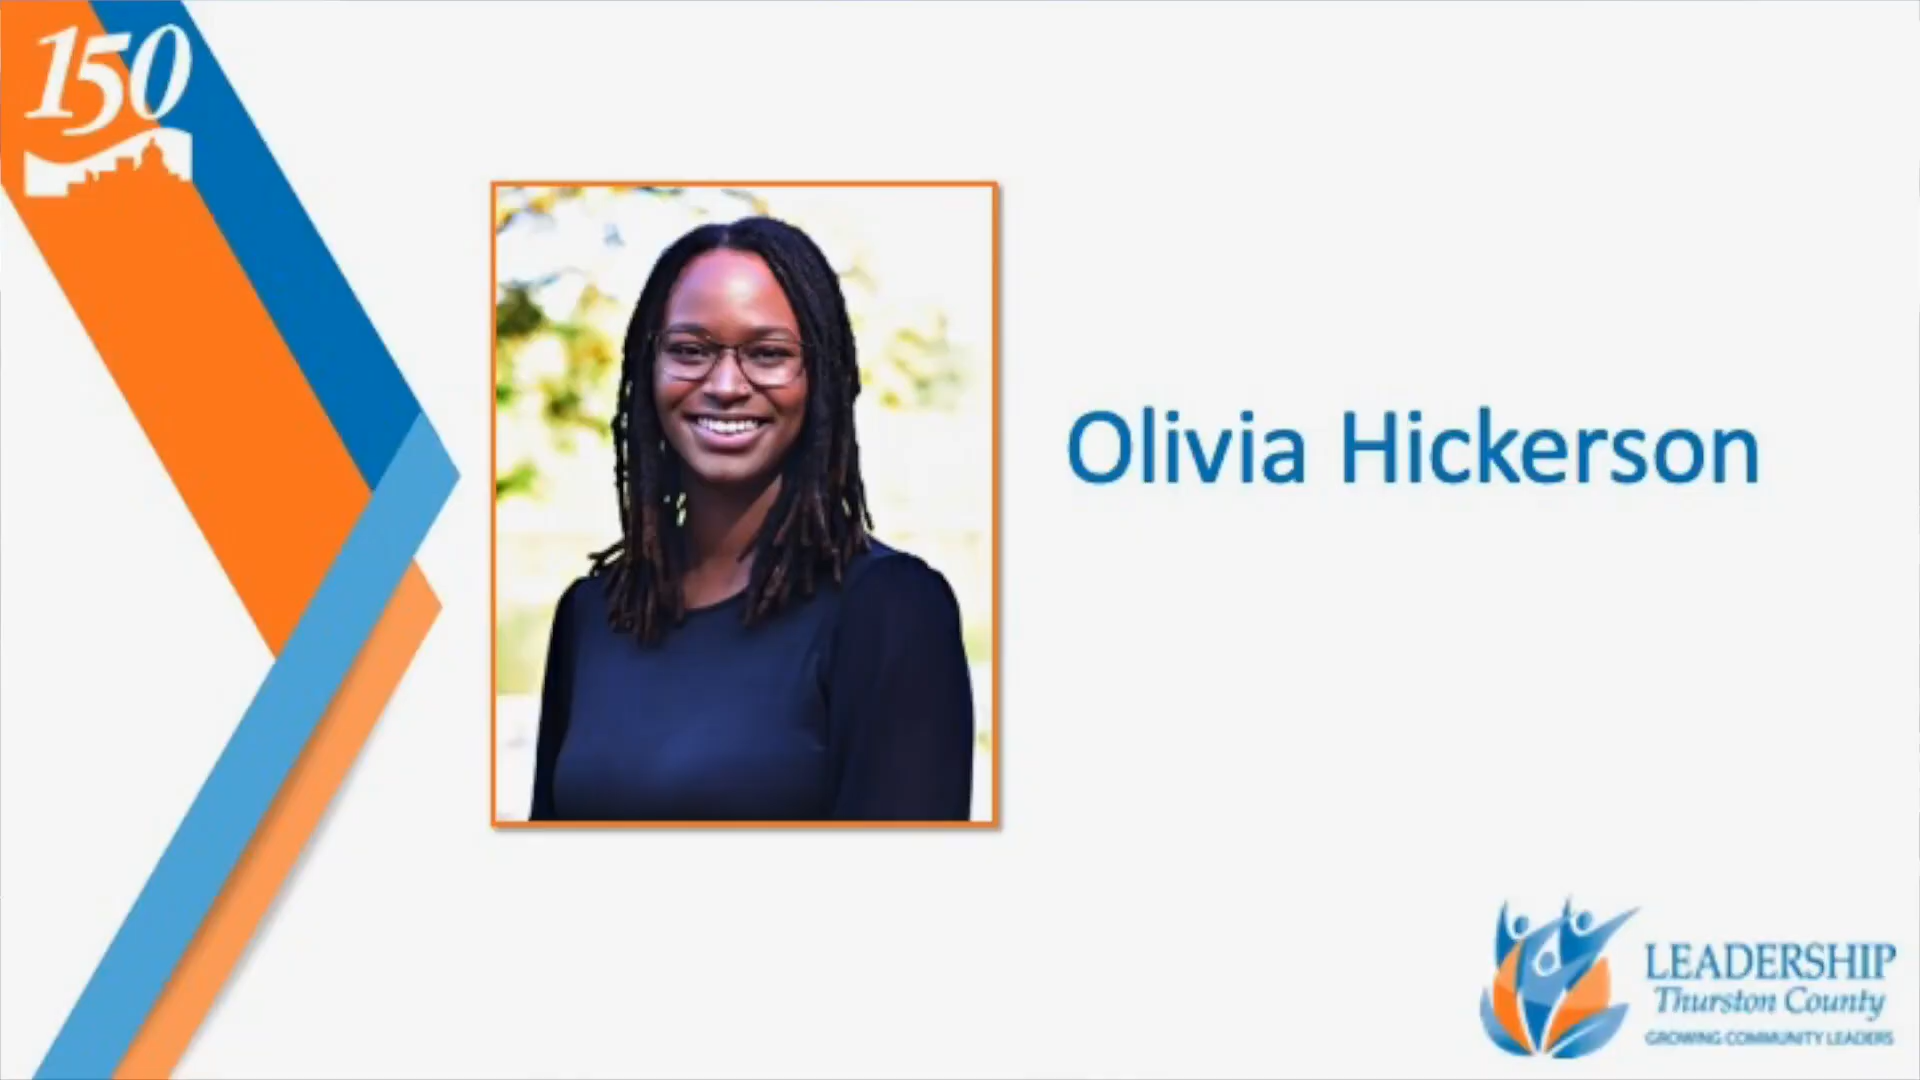 150
Olivia Hickerson
LEADERSHIP
Thurston County
GROWING COMMUNITY LEADERS